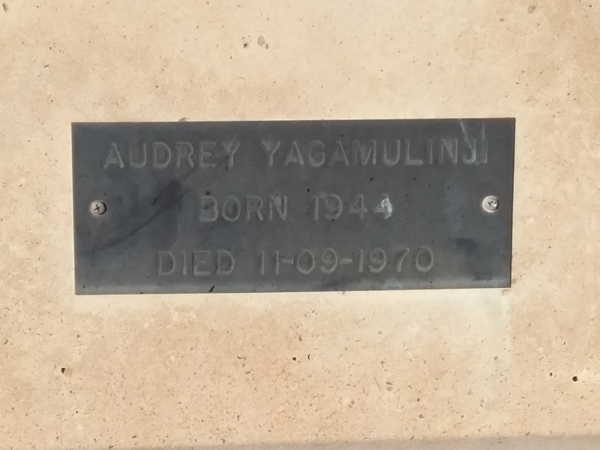 AUDREY YAGAMULINJI
BORN 1944
DIED 11-09-1970